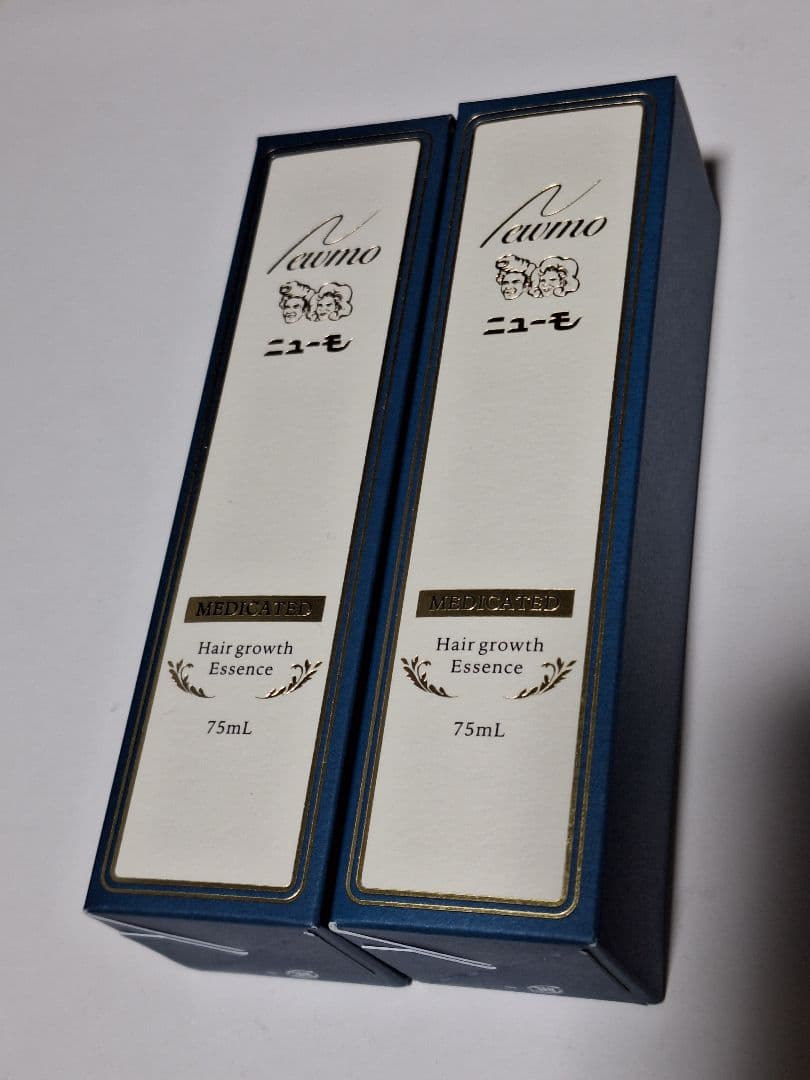 Newmo
ニューモ
MEDICATED
Hair growth
Essence
75mL
Newmo
ニューモ
MEDICATED
Hair growth
Essence
75mL